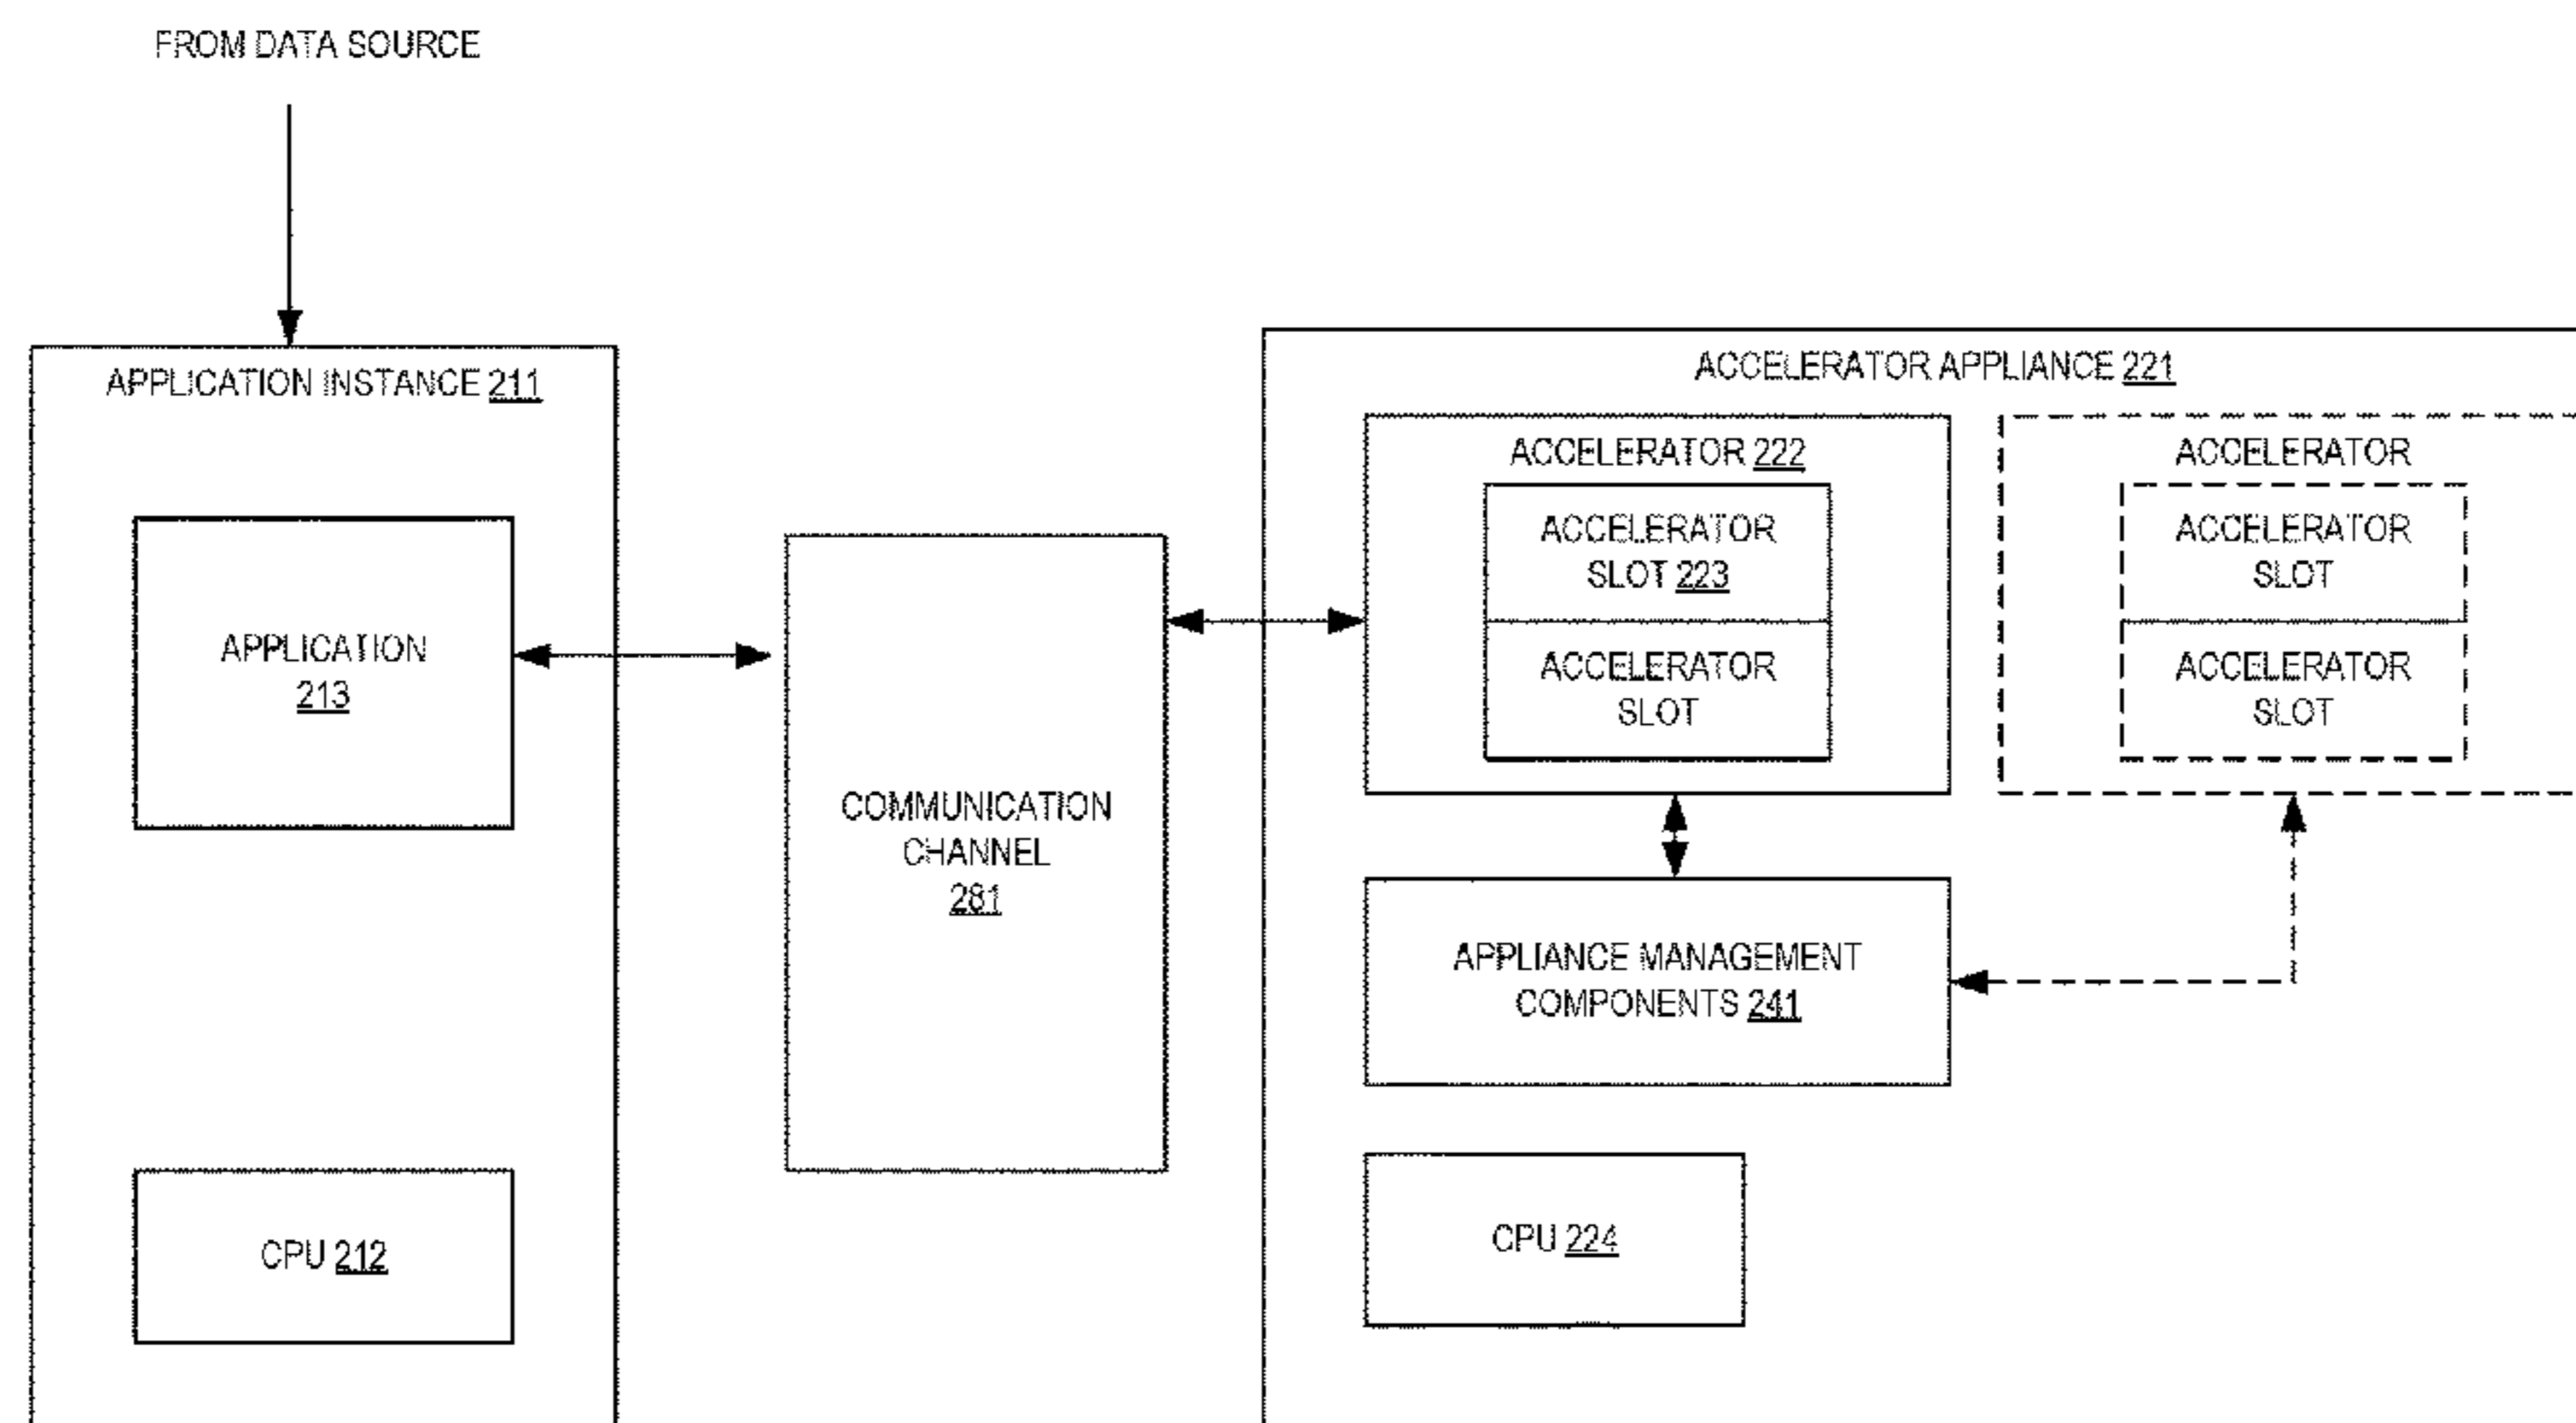 FROM DATA SOURCE
APPLICATION INSTANCE 211
APPLICATION
213
CPU 212
COMMUNICATION
CHANNEL
281
ACCELERATOR APPLIANCE 221
ACCELERATOR 222
ACCELERATOR
SLOT 223
ACCELERATOR
SLOT
ACCELERATOR
ACCELERATOR
SLOT
ACCELERATOR
SLOT
APPLIANCE MANAGEMENT
COMPONENTS 241
CPU 224